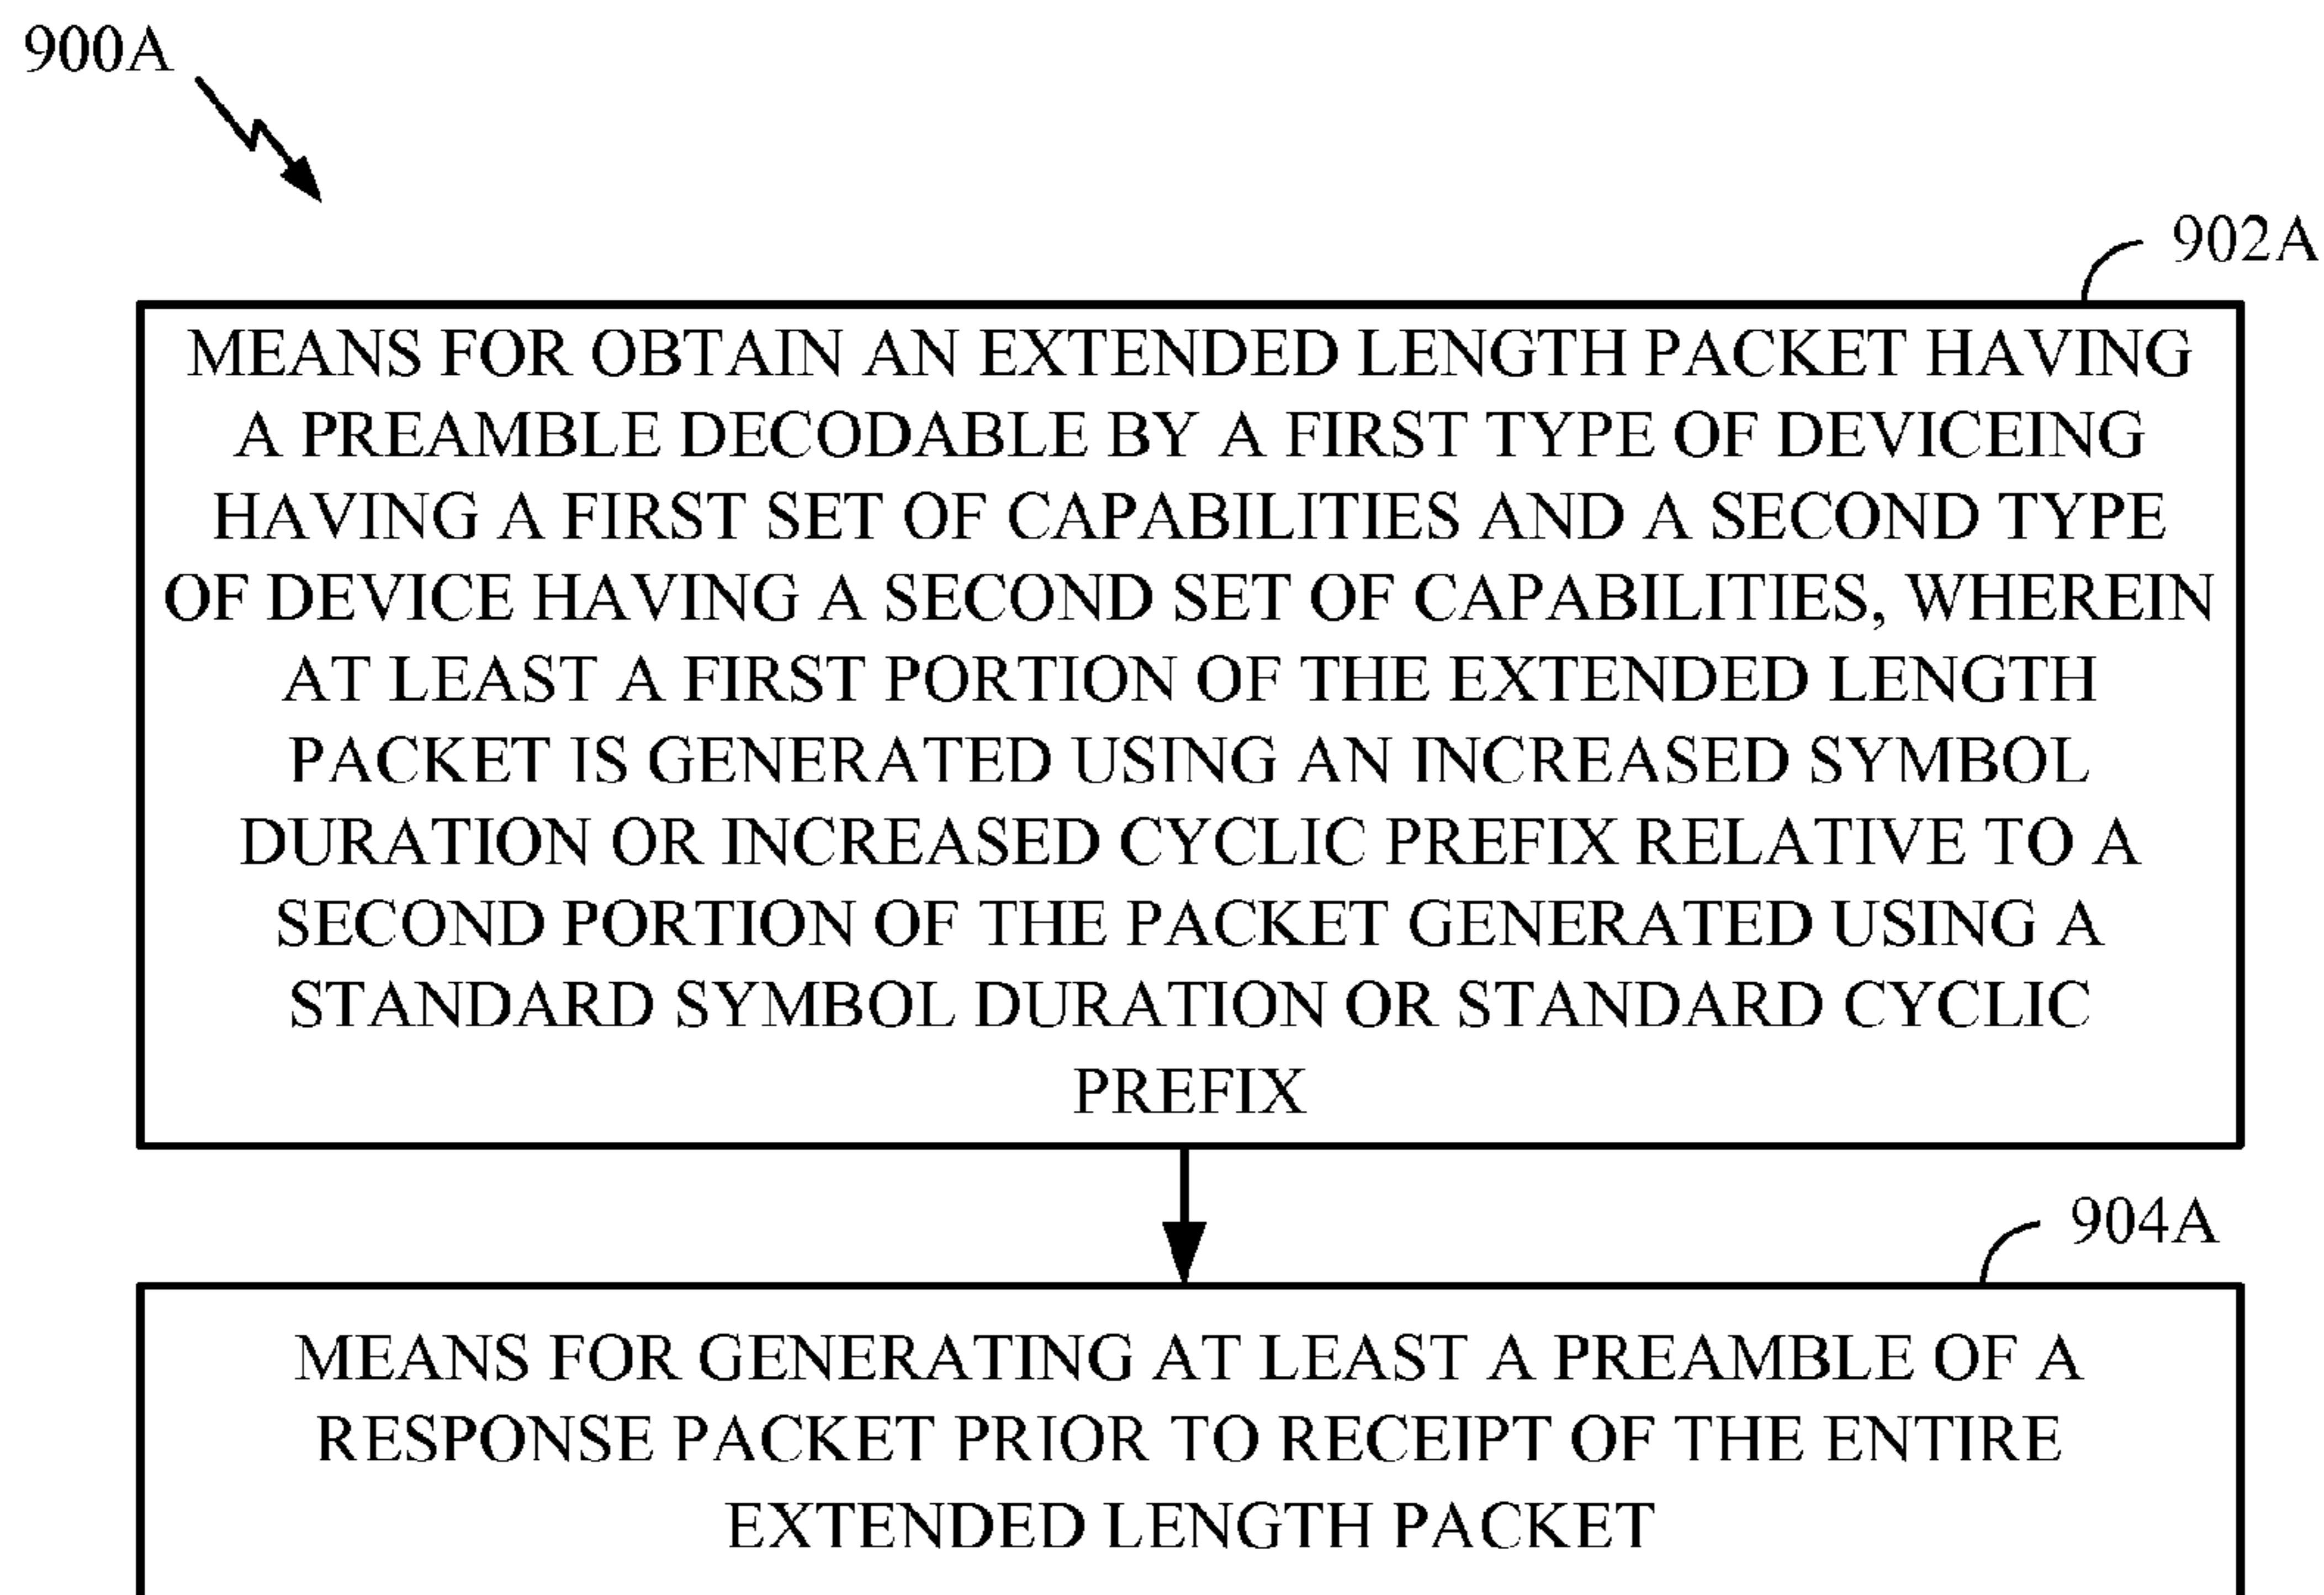 900A
902A
MEANS FOR OBTAIN AN EXTENDED LENGTH PACKET HAVING
A PREAMBLE DECODABLE BY A FIRST TYPE OF DEVICEING
HAVING A FIRST SET OF CAPABILITIES AND A SECOND TYPE
OF DEVICE HAVING A SECOND SET OF CAPABILITIES, WHEREIN
AT LEAST A FIRST PORTION OF THE EXTENDED LENGTH
PACKET IS GENERATED USING AN INCREASED SYMBOL
DURATION OR INCREASED CYCLIC PREFIX RELATIVE TO A
SECOND PORTION OF THE PACKET GENERATED USING A
STANDARD SYMBOL DURATION OR STANDARD CYCLIC
PREFIX
904A
MEANS FOR GENERATING AT LEAST A PREAMBLE OF A
RESPONSE PACKET PRIOR TO RECEIPT OF THE ENTIRE
EXTENDED LENGTH PACKET